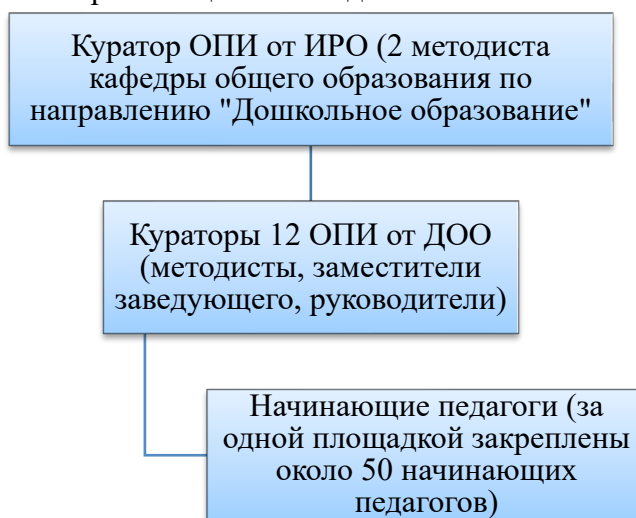 Куратор ОПИ от ИРО (2 методиста
кафедры общего образования по
направлению "Дошкольное образование"
Кураторы 12 ОПИ от ДОО
(методисты, заместители
заведующего, руководители)
Начинающие педагоги (за
одной площадкой закреплены
около 50 начинающих
педагогов)